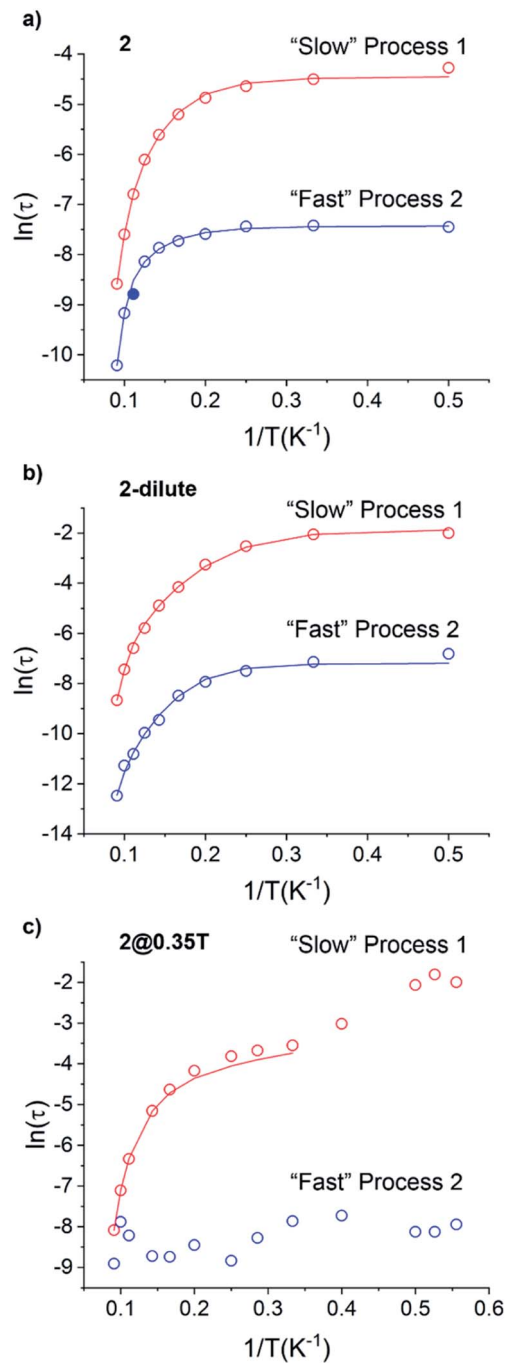 a)
2
"Slow" Process 1
"Fast" Process 2
-4
-5
-6
-7
-8
-9
-10
ln(τ)
0.1 0.2 0.3 0.4 0.5
1/T(K⁻¹)
b)
2-dilute
"Slow" Process 1
"Fast" Process 2
-2
-4
-6
-8
-10
-12
-14
ln(τ)
0.1 0.2 0.3 0.4 0.5
1/T(K⁻¹)
c)
2@0.35T
"Slow" Process 1
"Fast" Process 2
-2
-3
-4
-5
-6
-7
-8
-9
ln(τ)
0.1 0.2 0.3 0.4 0.5 0.6
1/T(K⁻¹)